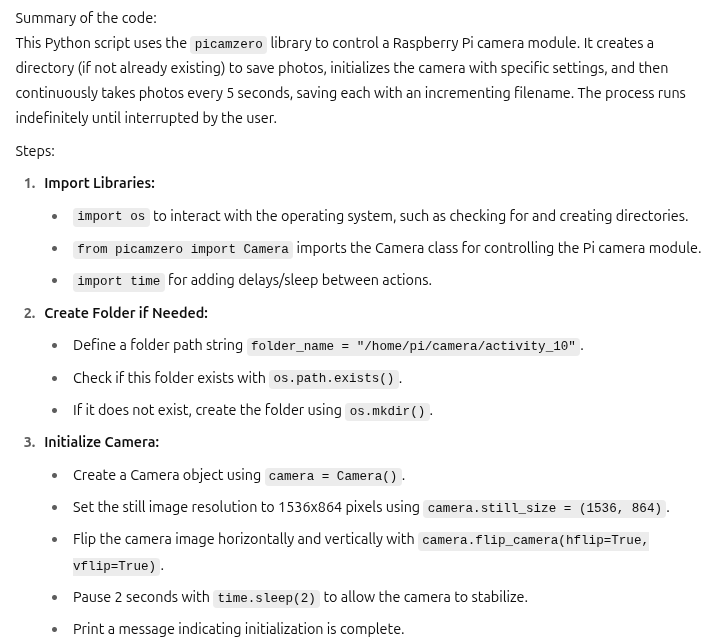 Summary of the code:
This Python script uses the picamzero library to control a Raspberry Pi camera module. It creates a
directory (if not already existing) to save photos, initializes the camera with specific settings, and then
continuously takes photos every 5 seconds, saving each with an incrementing filename. The process runs
indefinitely until interrupted by the user.
Steps:
1. Import Libraries:
• import os to interact with the operating system, such as checking for and creating directories.
• from picamzero import Camera imports the Camera class for controlling the Pi camera module.
• import time for adding delays/sleep between actions.
2. Create Folder if Needed:
• Define a folder path string folder_name = "/home/pi/camera/activity_10".
• Check if this folder exists with os.path.exists().
• If it does not exist, create the folder using os.mkdir().
3. Initialize Camera:
• Create a Camera object using camera = Camera().
• Set the still image resolution to 1536x864 pixels using camera.still_size = (1536, 864).
• Flip the camera image horizontally and vertically with camera.flip_camera(hflip=True,
vflip=True).
• Pause 2 seconds with time.sleep(2) to allow the camera to stabilize.
• Print a message indicating initialization is complete.